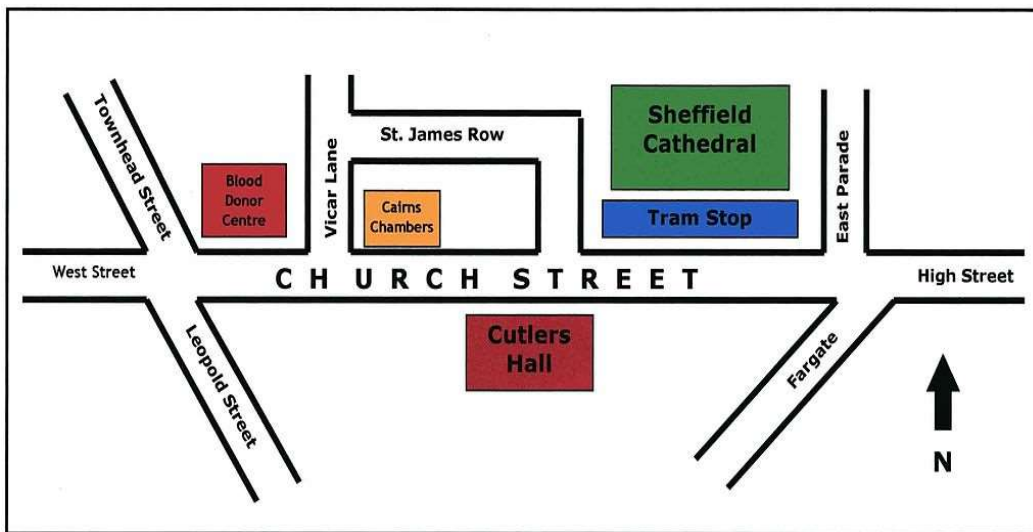 Townhead Street
Blood
Donor
Centre
Vicar Lane
St. James Row
Cairns
Chambers
Sheffield
Cathedral
Tram Stop
East Parade
West Street
CHURCH STREET
High Street
Leopold Street
Cutlers
Hall
Fargate
N